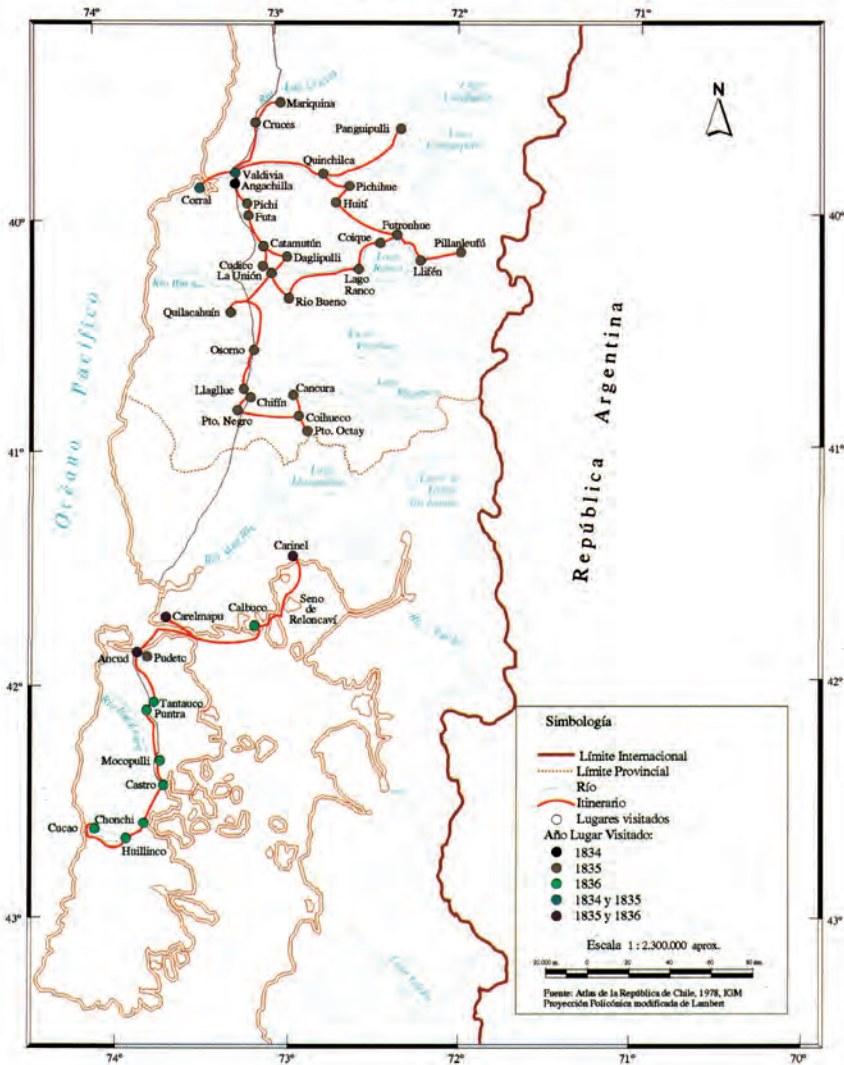 74° 73° 72° 71°
N
Mariquina
Cruces
Panguipulli
Quinchilca
Valdivia
Angachilla
Pichihue
Corral
Huití
Pichi
Futa
40° 40°
Futronhue
Catamutún
Coique
Pillanleufú
Daglipulli
Cudico
La Unión
Llifén
Lago
Ranco
Río Bueno
Quilacahuín
Osorno
Océano Pacífico
República Argentina
Llagllue
Cancura
Chifín
Pto. Negro
Coihueco
Pto. Octay
41° 41°
Carinel
Seno
de
Reloncaví
Calbuco
Carelmapu
Ancud
Pudeto
42° 42°
Tantauco
Puntra
Mocopulli
Castro
Chonchi
Cucao
Huillinco
43° 43°
Simbología
Límite Internacional
Límite Provincial
Río
Itinerario
Lugares visitados
Año Lugar Visitado:
1834
1835
1836
1834 y 1835
1835 y 1836
Escala 1 : 2.300.000 aprox.
0 20 40 60
Fuente: Atlas de la República de Chile, 1978, IGM
Proyección Policónica modificada de Lambert
74° 73° 72° 71° 70°